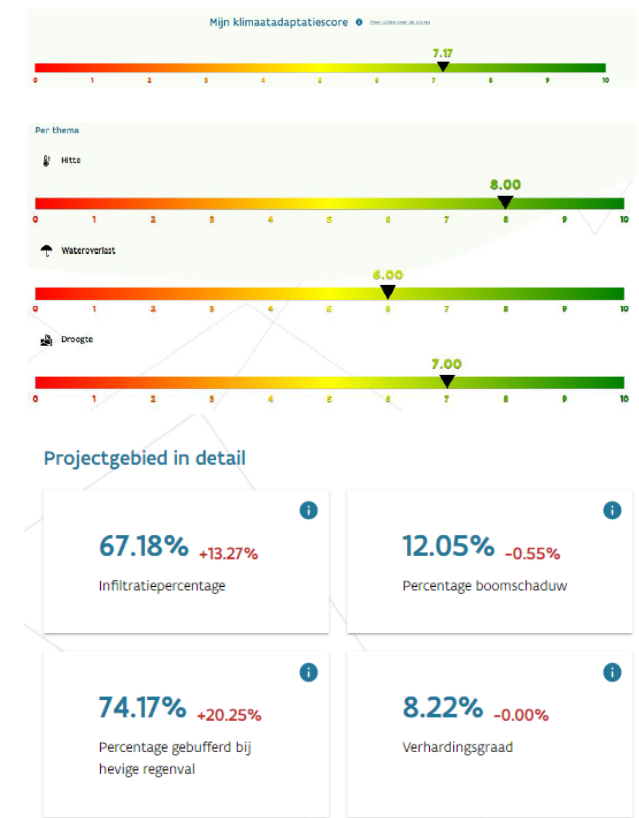 Mijn klimaatadaptatiescore
7.17
0 1 2 3 4 5 6 7 8 9 10
Per thema
Hitte
8.00
0 1 2 3 4 5 6 7 8 9 10
Wateroverlast
6.00
0 1 2 3 4 5 6 7 8 9 10
Droogte
7.00
0 1 2 3 4 5 6 7 8 9 10
Projectgebied in detail
67.18% +13.27%
Infiltratiepercentage
12.05% -0.55%
Percentage boomschaduw
74.17% +20.25%
Percentage gebufferd bij
hevige regenval
8.22% -0.00%
Verhardingsgraad